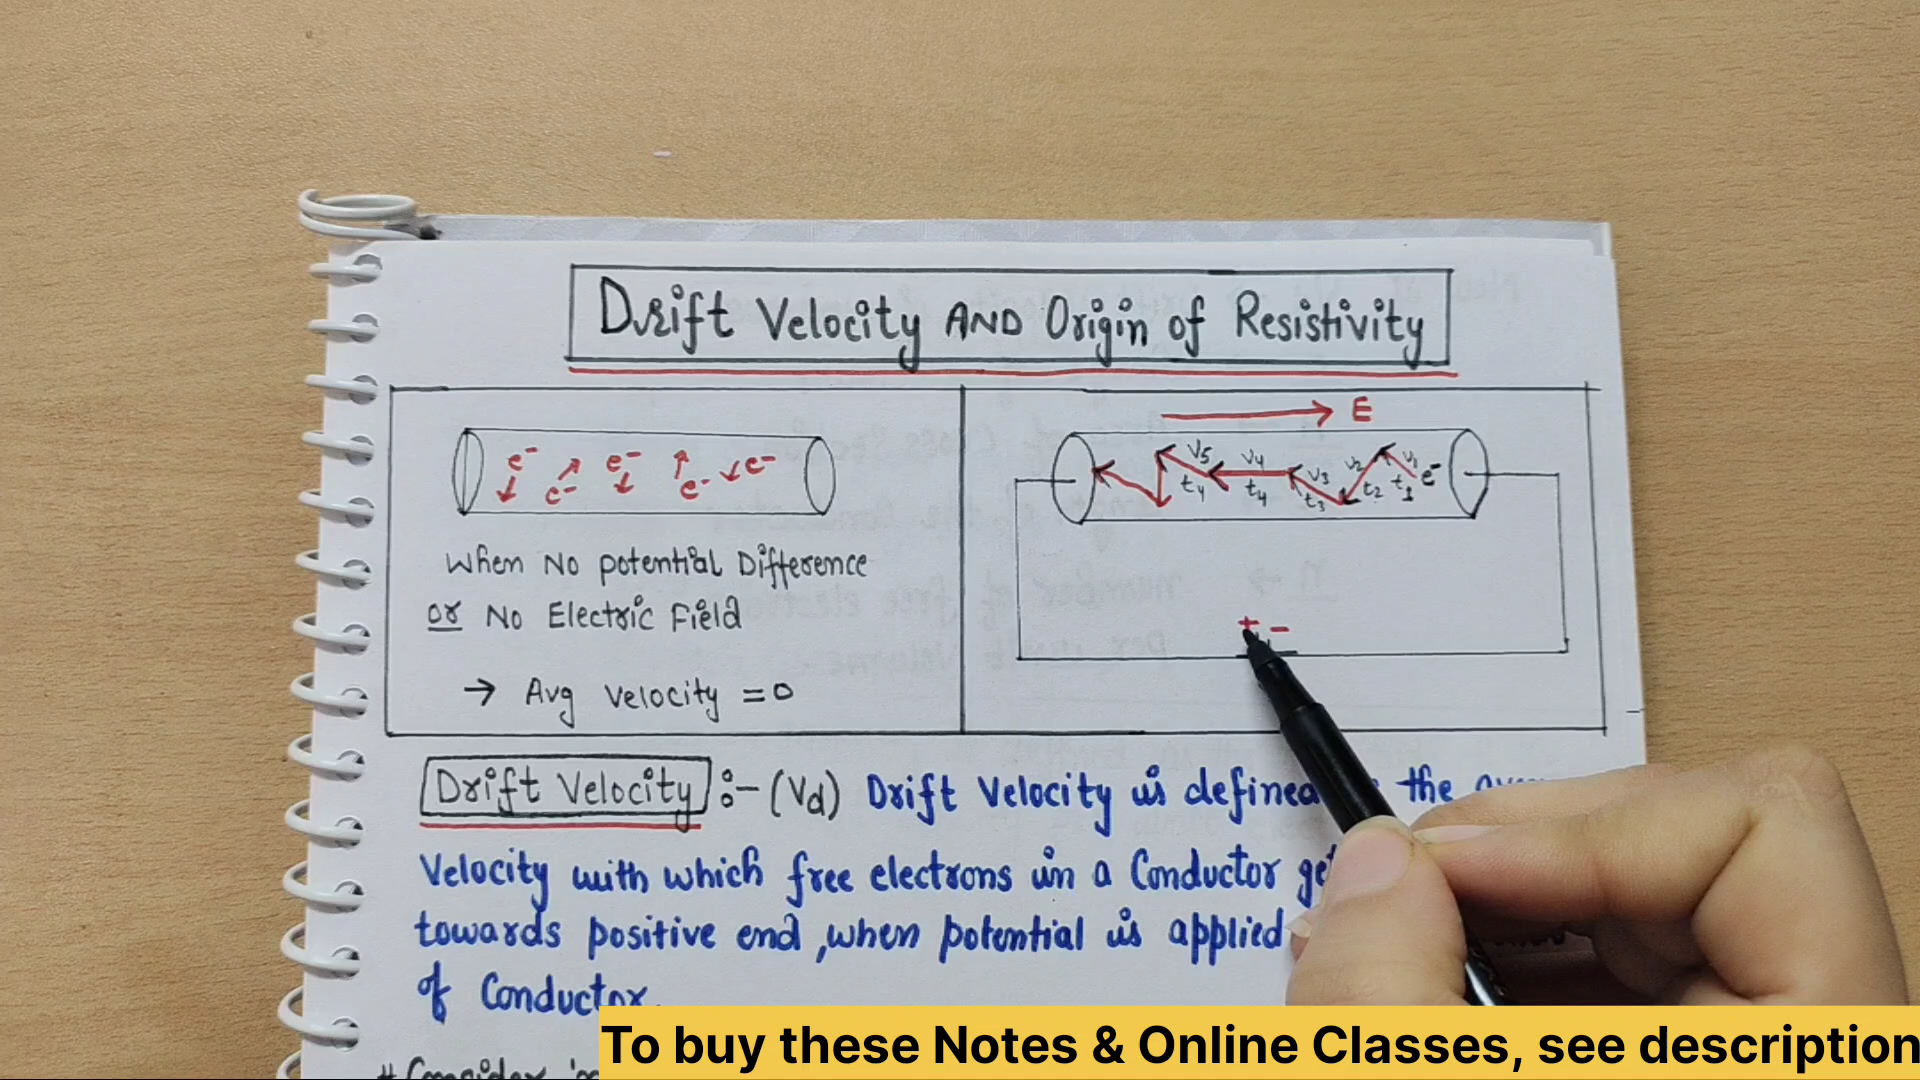 Drift Velocity AND Origin of Resistivity
E
e⁻ e⁻ e⁻ e⁻ e⁻
V5 V4 V3 V2 V1 e⁻
t4 t4 t3 t2 t1
When No potential Difference
or No Electric Field
→ Avg Velocity = 0
+ -
Drift Velocity :- (Vd) Drift Velocity is defined the
Velocity with which free electrons in a Conductor
towards positive end, when potential is applied
of Conductor.
# Consider
To buy these Notes & Online Classes, see description